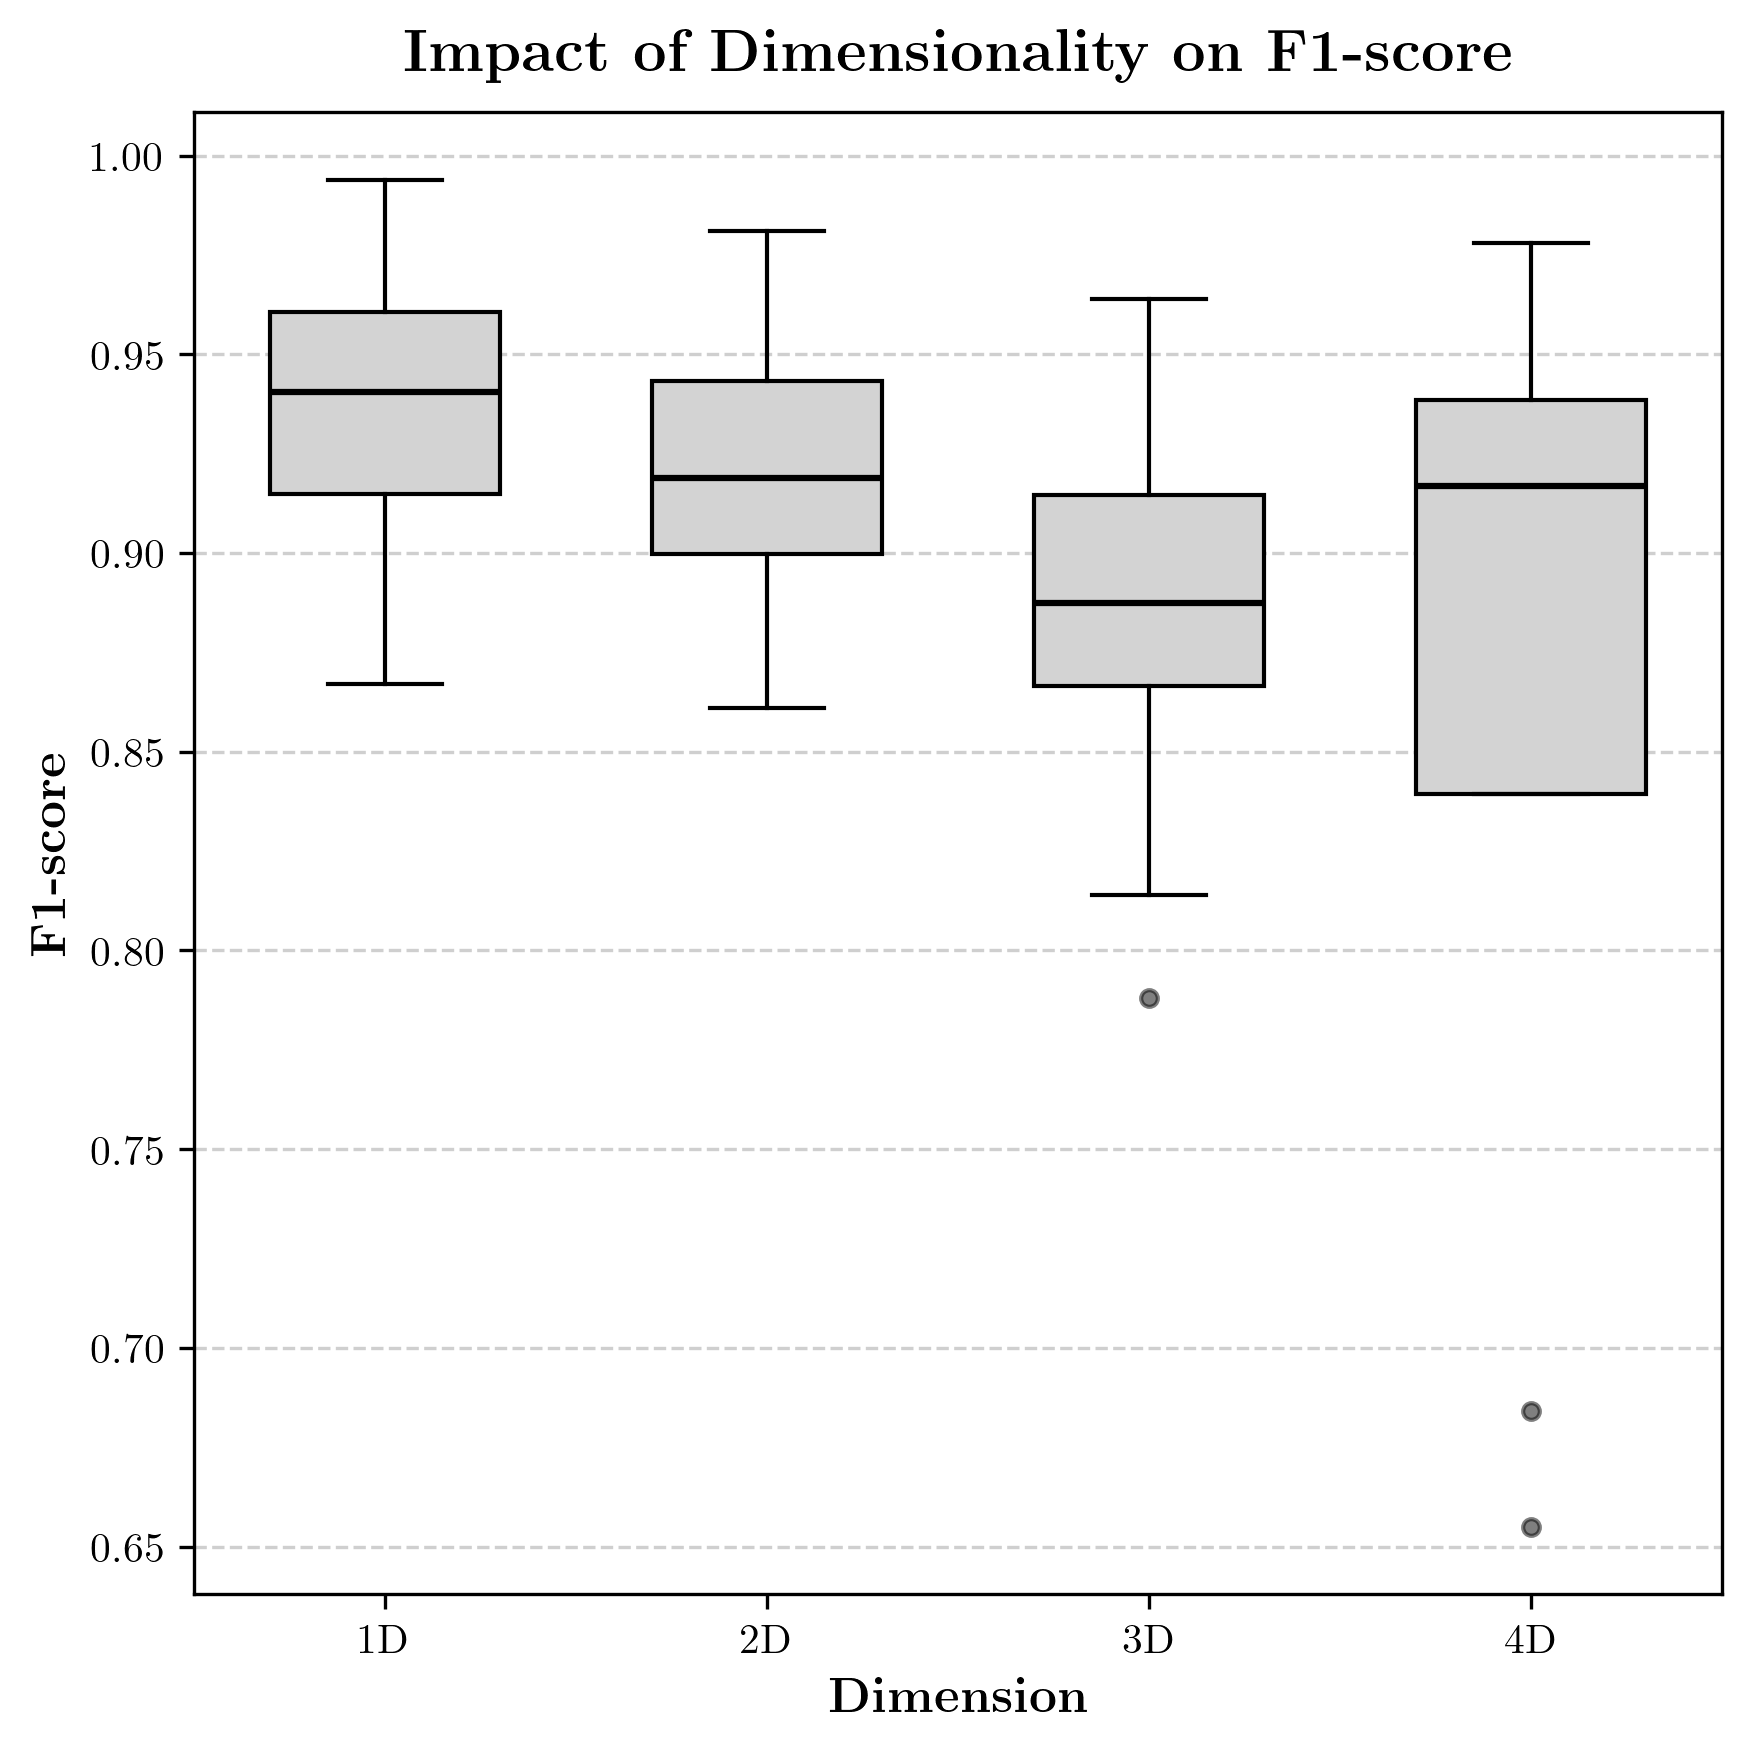 Impact of Dimensionality on F1-score
1.00
0.95
0.90
0.85
0.80
0.75
0.70
0.65
F1-score
1D 2D 3D 4D
Dimension